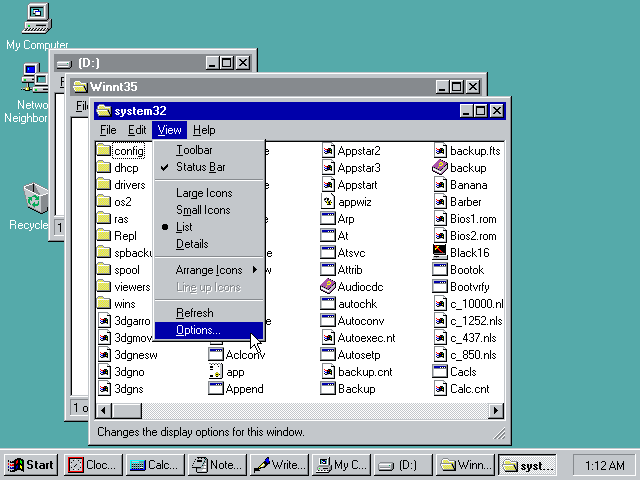 My Computer
(D:)
Winnt35
system32
Network
Neighborhood
Recycle
File Edit View Help
Toolbar
Status Bar
Large Icons
Small Icons
List
Details
Arrange Icons
Line up Icons
Refresh
Options...
config
dhcp
drivers
os2
ras
Repl
spbacku
spool
viewers
wins
3dgarro
3dgmov
3dgnesw
3dgno
3dgns
Aclconv
app
Append
Appstar2
Appstar3
Appstart
appwiz
Arp
At
Atsvc
Attrib
Audiocdc
autochk
Autoconv
Autoexec.nt
Autosetp
backup.cnt
Backup
backup.fts
backup
Banana
Barber
Bios1.rom
Bios2.rom
Black16
Bootok
Bootvrfy
c_10000.nl
c_1252.nls
c_437.nls
c_850.nls
Cacls
Calc.cnt
1 o
Changes the display options for this window.
Start Cloc... Calc... Note... Write... My C... (D:) Winn... syst... 1:12 AM